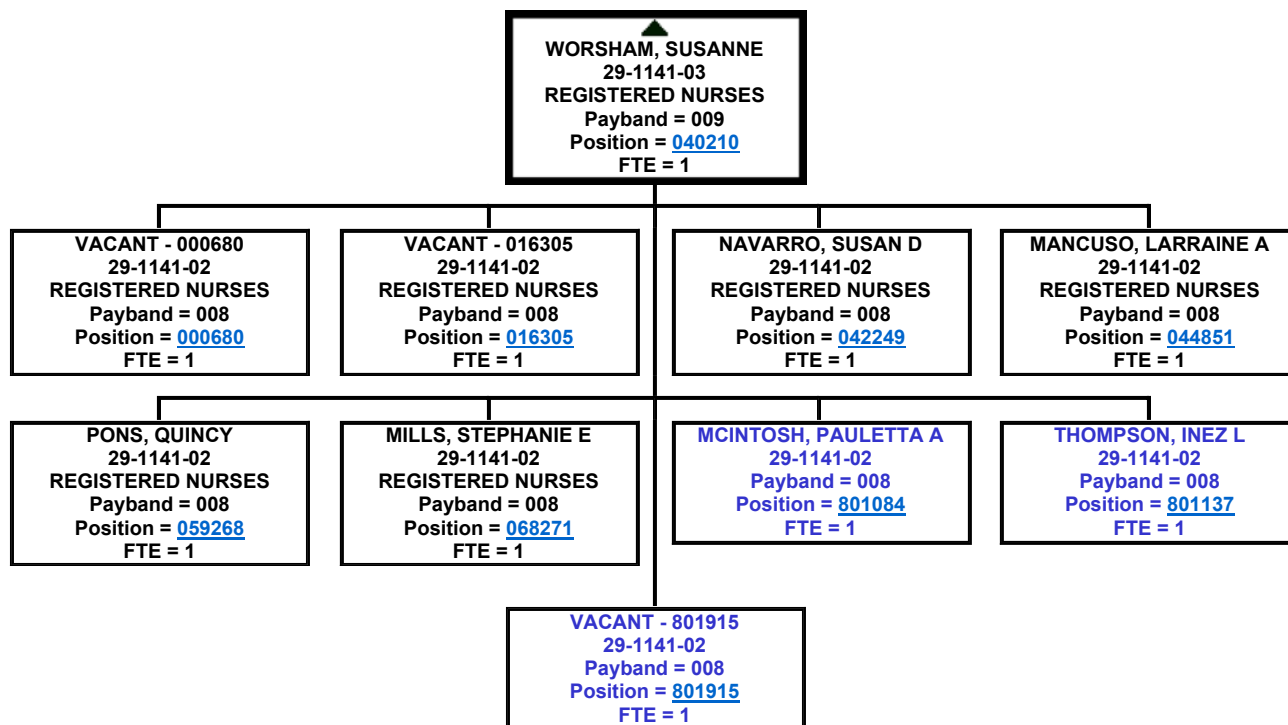 WORSHAM, SUSANNE
29-1141-03
REGISTERED NURSES
Payband = 009
Position = 040210
FTE = 1
VACANT - 000680
29-1141-02
REGISTERED NURSES
Payband = 008
Position = 000680
FTE = 1
VACANT - 016305
29-1141-02
REGISTERED NURSES
Payband = 008
Position = 016305
FTE = 1
NAVARRO, SUSAN D
29-1141-02
REGISTERED NURSES
Payband = 008
Position = 042249
FTE = 1
MANCUSO, LARRAINE A
29-1141-02
REGISTERED NURSES
Payband = 008
Position = 044851
FTE = 1
PONS, QUINCY
29-1141-02
REGISTERED NURSES
Payband = 008
Position = 059268
FTE = 1
MILLS, STEPHANIE E
29-1141-02
REGISTERED NURSES
Payband = 008
Position = 068271
FTE = 1
MCINTOSH, PAULETTA A
29-1141-02
Payband = 008
Position = 801084
FTE = 1
THOMPSON, INEZ L
29-1141-02
Payband = 008
Position = 801137
FTE = 1
VACANT - 801915
29-1141-02
Payband = 008
Position = 801915
FTE = 1